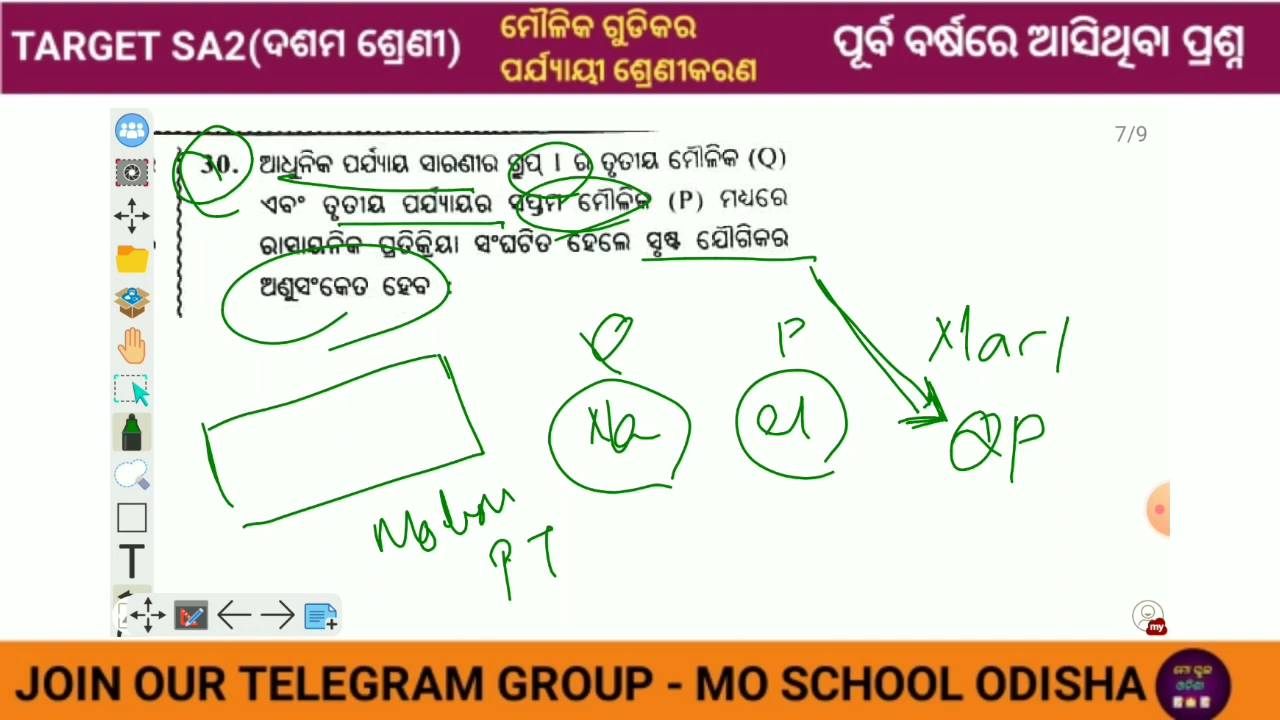 TARGET SA2(ଦଶମ ଶ୍ରେଣୀ)
ମୌଳିକ ଗୁଡିକର
ପର୍ଯ୍ୟାୟୀ ଶ୍ରେଣୀକରଣ
ପୂର୍ବ ବର୍ଷରେ ଆସିଥିବା ପ୍ରଶ୍ନ
7/9
30. ଆଧୁନିକ ପର୍ଯ୍ୟାୟ ସାରଣୀର ଗ୍ରୁପ୍ 1 ର ତୃତୀୟ ମୌଳିକ (Q)
ଏବଂ ତୃତୀୟ ପର୍ଯ୍ୟାୟର ସପ୍ତମ ମୌଳିକ (P) ମଧ୍ୟରେ
ରାସାୟନିକ ପ୍ରତିକ୍ରିୟା ସଂଘଟିତ ହେଲେ ସୃଷ୍ଟ ଯୌଗିକର
ଅଣୁସଂକେତ ହେବ :
Q P
Na Cl
QP
PT
T
my
JOIN OUR TELEGRAM GROUP - MO SCHOOL ODISHA